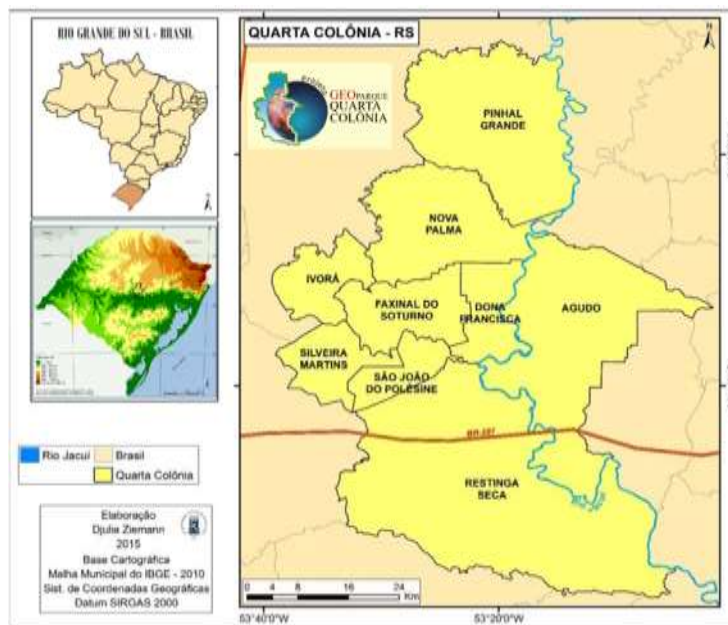 RIO GRANDE DO SUL - BRASIL
QUARTA COLÔNIA - RS
N
projeto
GEOPARQUE
QUARTA
COLÔNIA
PINHAL
GRANDE
NOVA
PALMA
IVORÁ
FAXINAL DO
SOTURNO
DONA
FRANCISCA
AGUDO
SILVEIRA
MARTINS
SÃO JOÃO
DO POLÊSINE
BR-287
RESTINGA
SECA
Rio Jacuí
Brasil
Quarta Colônia
Elaboração
Djulia Ziemann
2015
Base Cartográfica
Malha Municipal do IBGE - 2010
Sist. de Coordenadas Geográficas
Datum SIRGAS 2000
0 4 8 16 24
Km
53°40'0"W
53°20'0"W